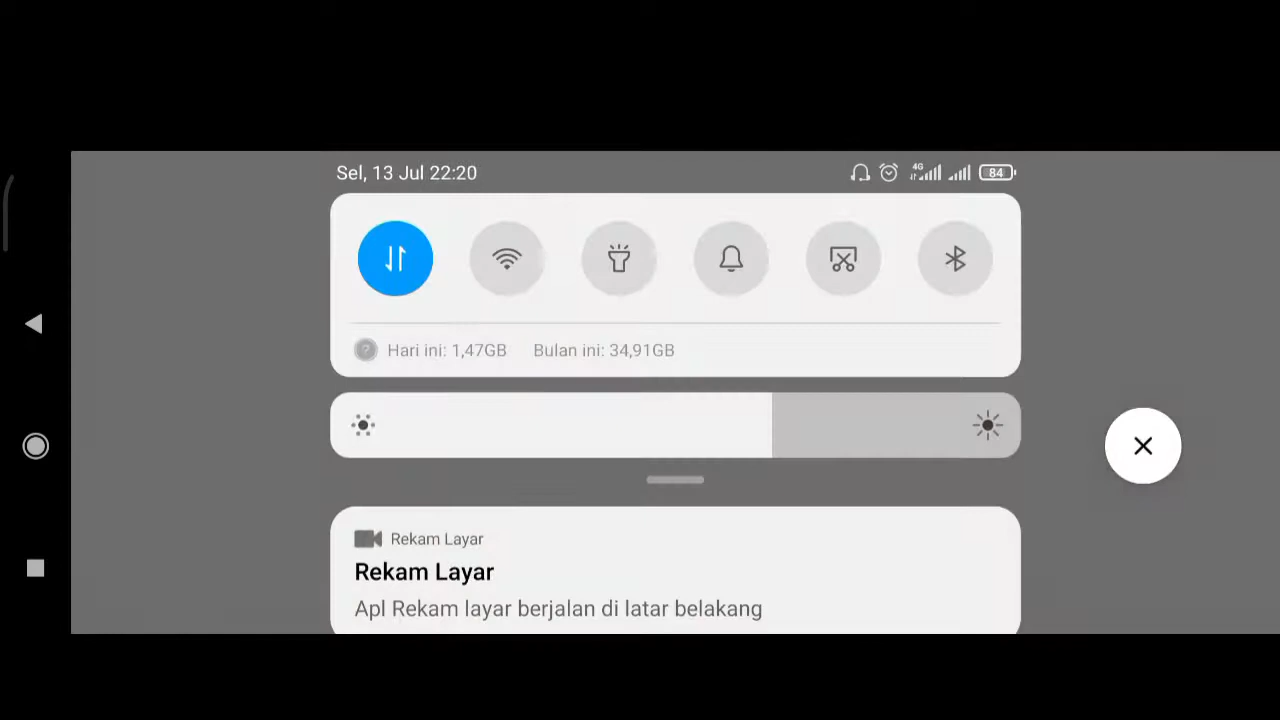 Sel, 13 Jul 22:20
4G
84
Hari ini: 1,47GB Bulan ini: 34,91GB
Rekam Layar
Rekam Layar
Apl Rekam layar berjalan di latar belakang